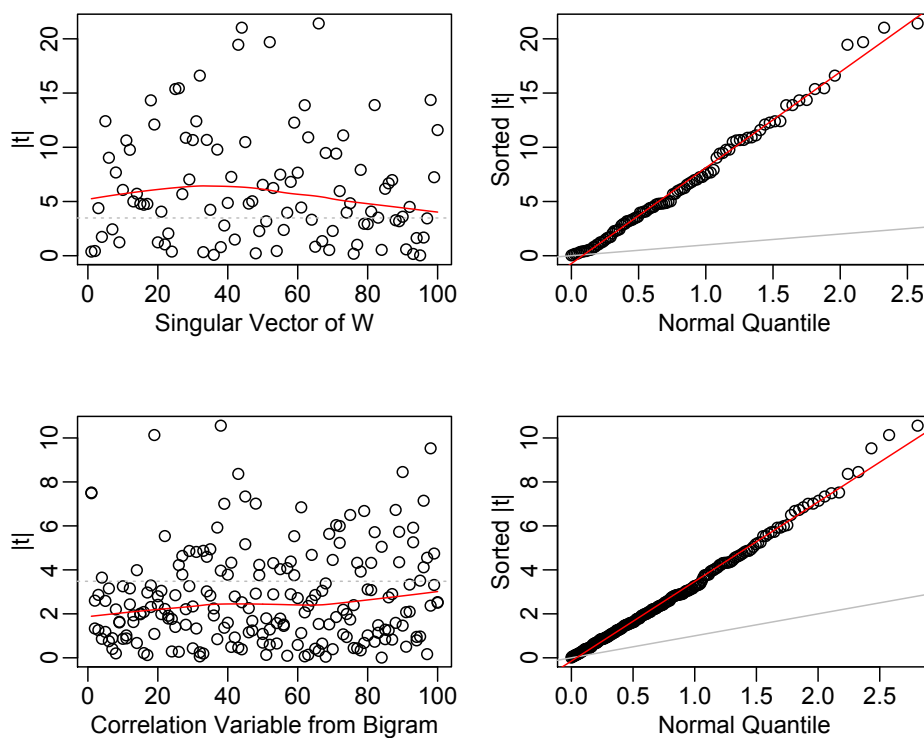 |t|
20
15
10
5
0
0 20 40 60 80 100
Singular Vector of W
Sorted |t|
20
15
10
5
0
0.0 0.5 1.0 1.5 2.0 2.5
Normal Quantile
|t|
10
8
6
4
2
0
0 20 40 60 80 100
Correlation Variable from Bigram
Sorted |t|
10
8
6
4
2
0
0.0 0.5 1.0 1.5 2.0 2.5
Normal Quantile